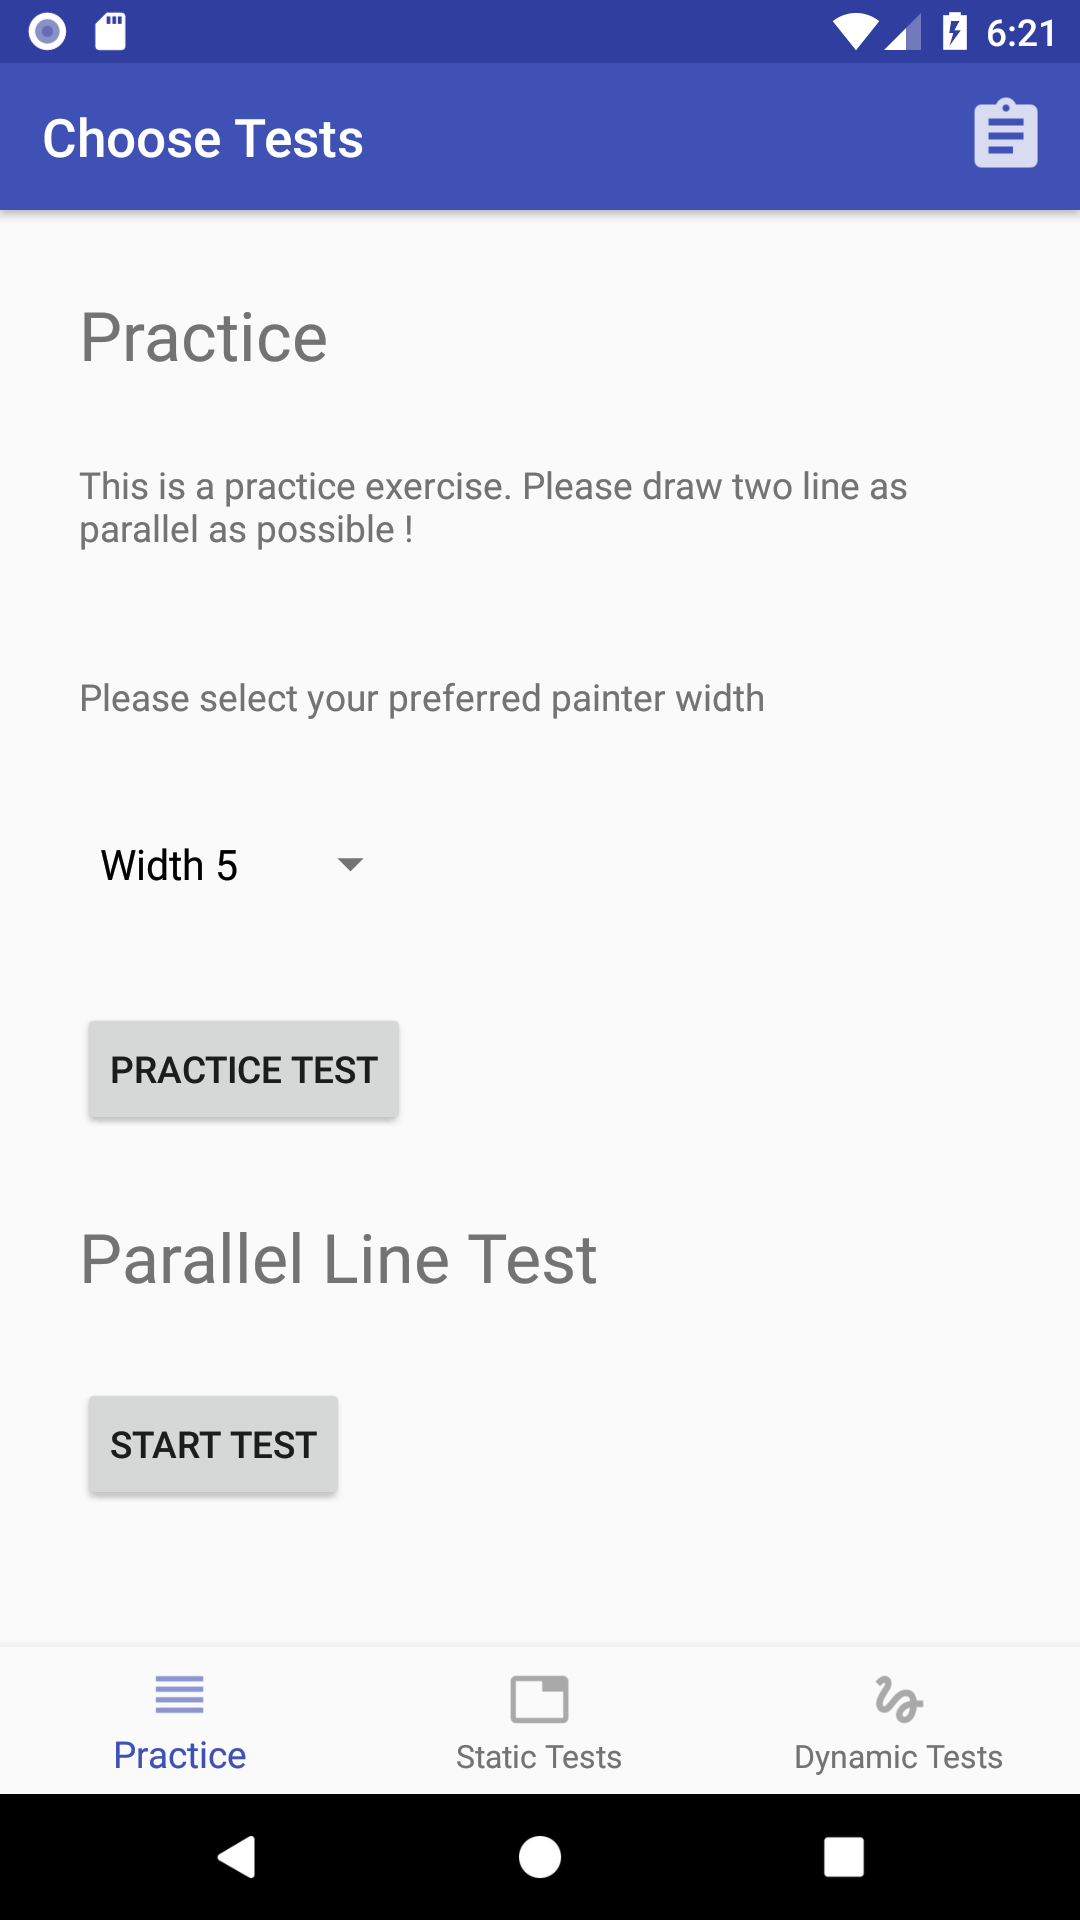 6:21
Choose Tests
Practice
This is a practice exercise. Please draw two line as
parallel as possible !
Please select your preferred painter width
Width 5
PRACTICE TEST
Parallel Line Test
START TEST
Practice
Static Tests
Dynamic Tests